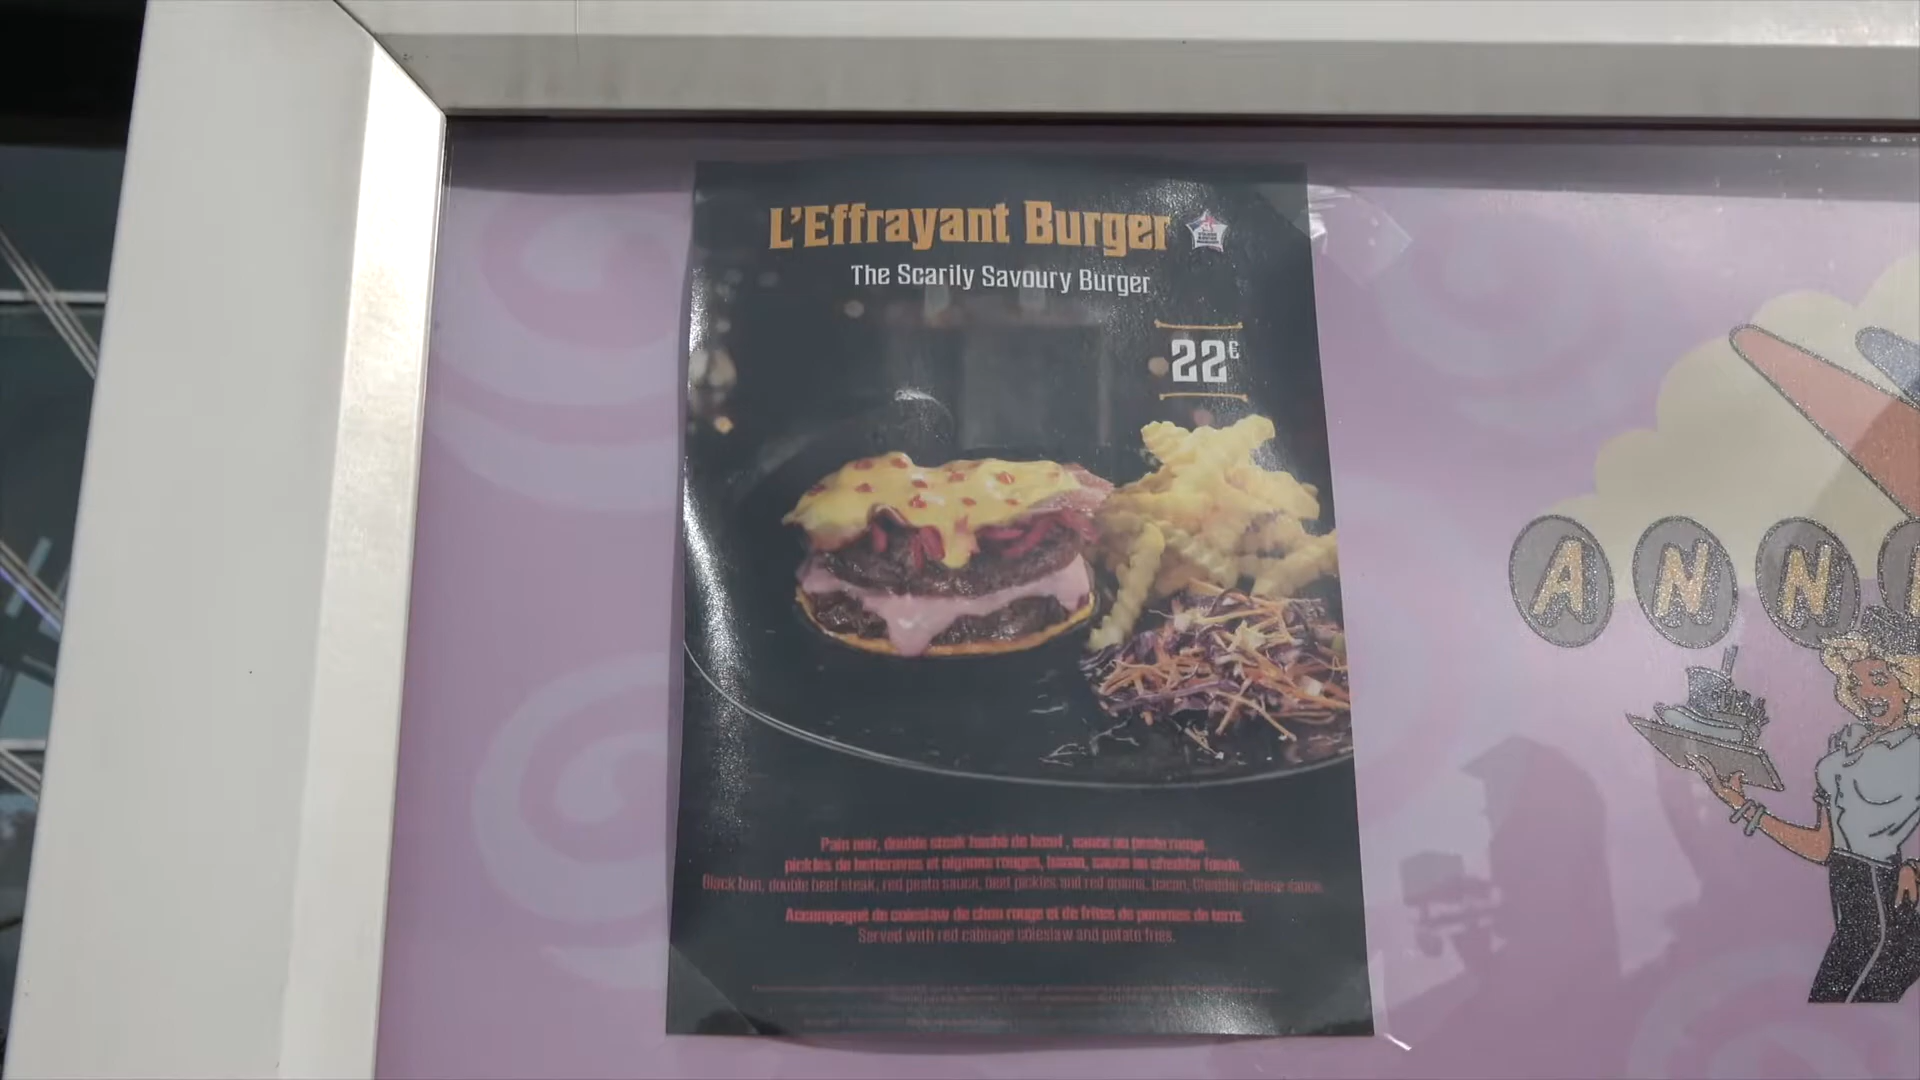 L'Effrayant Burger
The Scarily Savoury Burger
22€
ANN
Pain noir, double steak haché de bœuf, sauce au pesto rouge,
pickles de betteraves et oignons rouges, bacon, sauce au cheddar fondu.
Black bun, double beef steak, red pesto sauce, beet pickles and red onions, bacon, Cheddar cheese sauce.
Accompagné de coleslaw de chou rouge et de frites de pommes de terre.
Served with red cabbage coleslaw and potato fries.